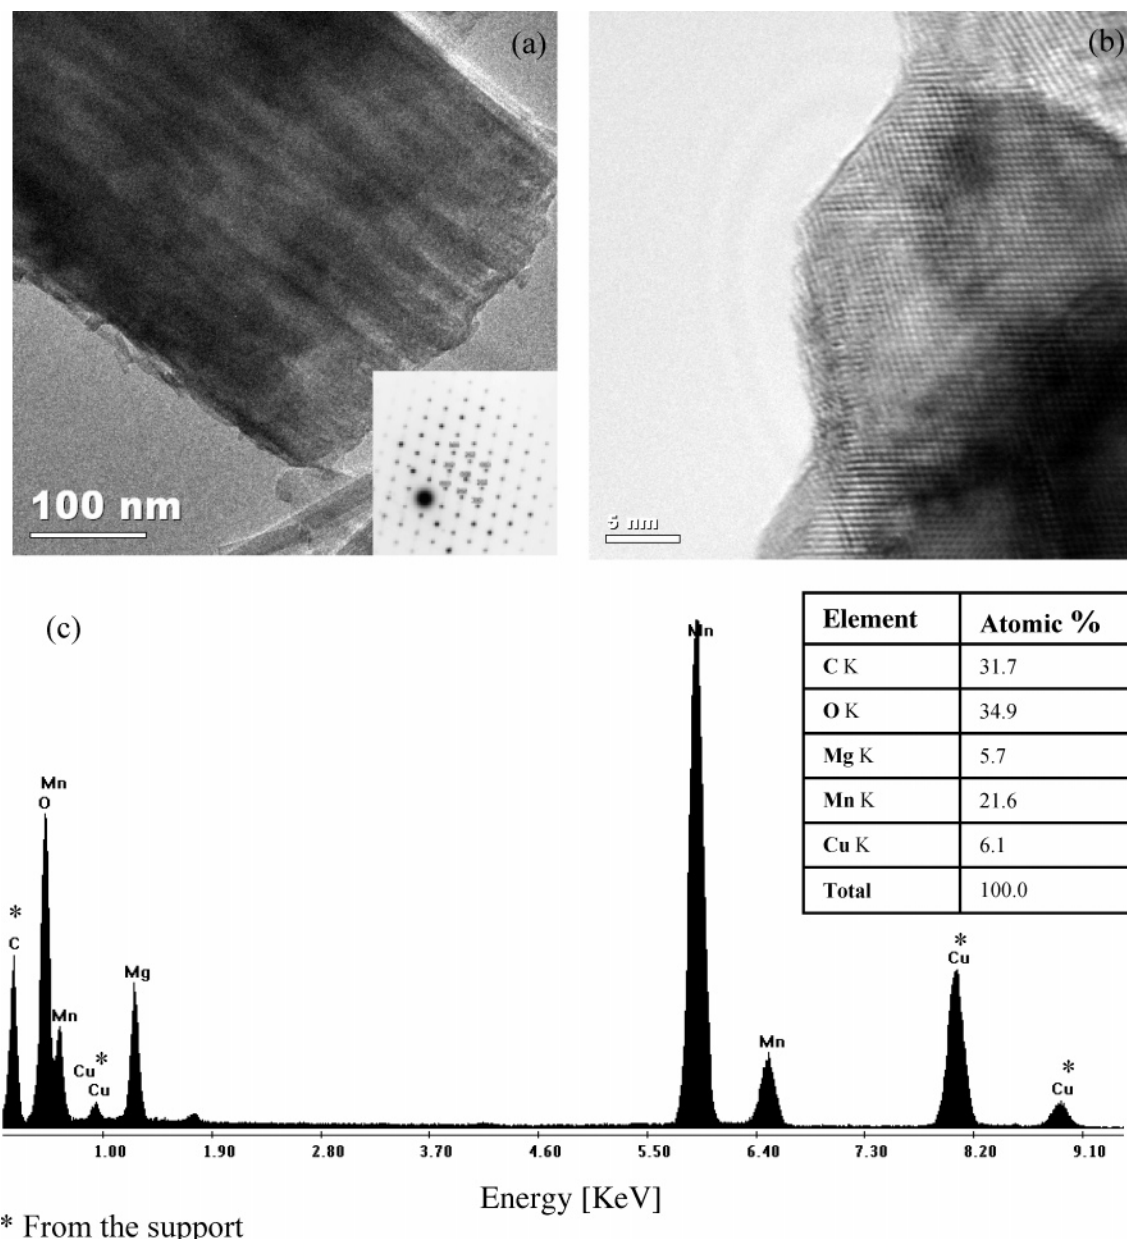 (a)
(b)
100 nm
5 nm
(c)
Element Atomic %
C K 31.7
O K 34.9
Mg K 5.7
Mn K 21.6
Cu K 6.1
Total 100.0
Mn
Mn
O
*
C
Mn
Cu *
Cu
Mg
Mn
*
Cu
*
Cu
1.00 1.90 2.80 3.70 4.60 5.50 6.40 7.30 8.20 9.10
Energy [KeV]
* From the support